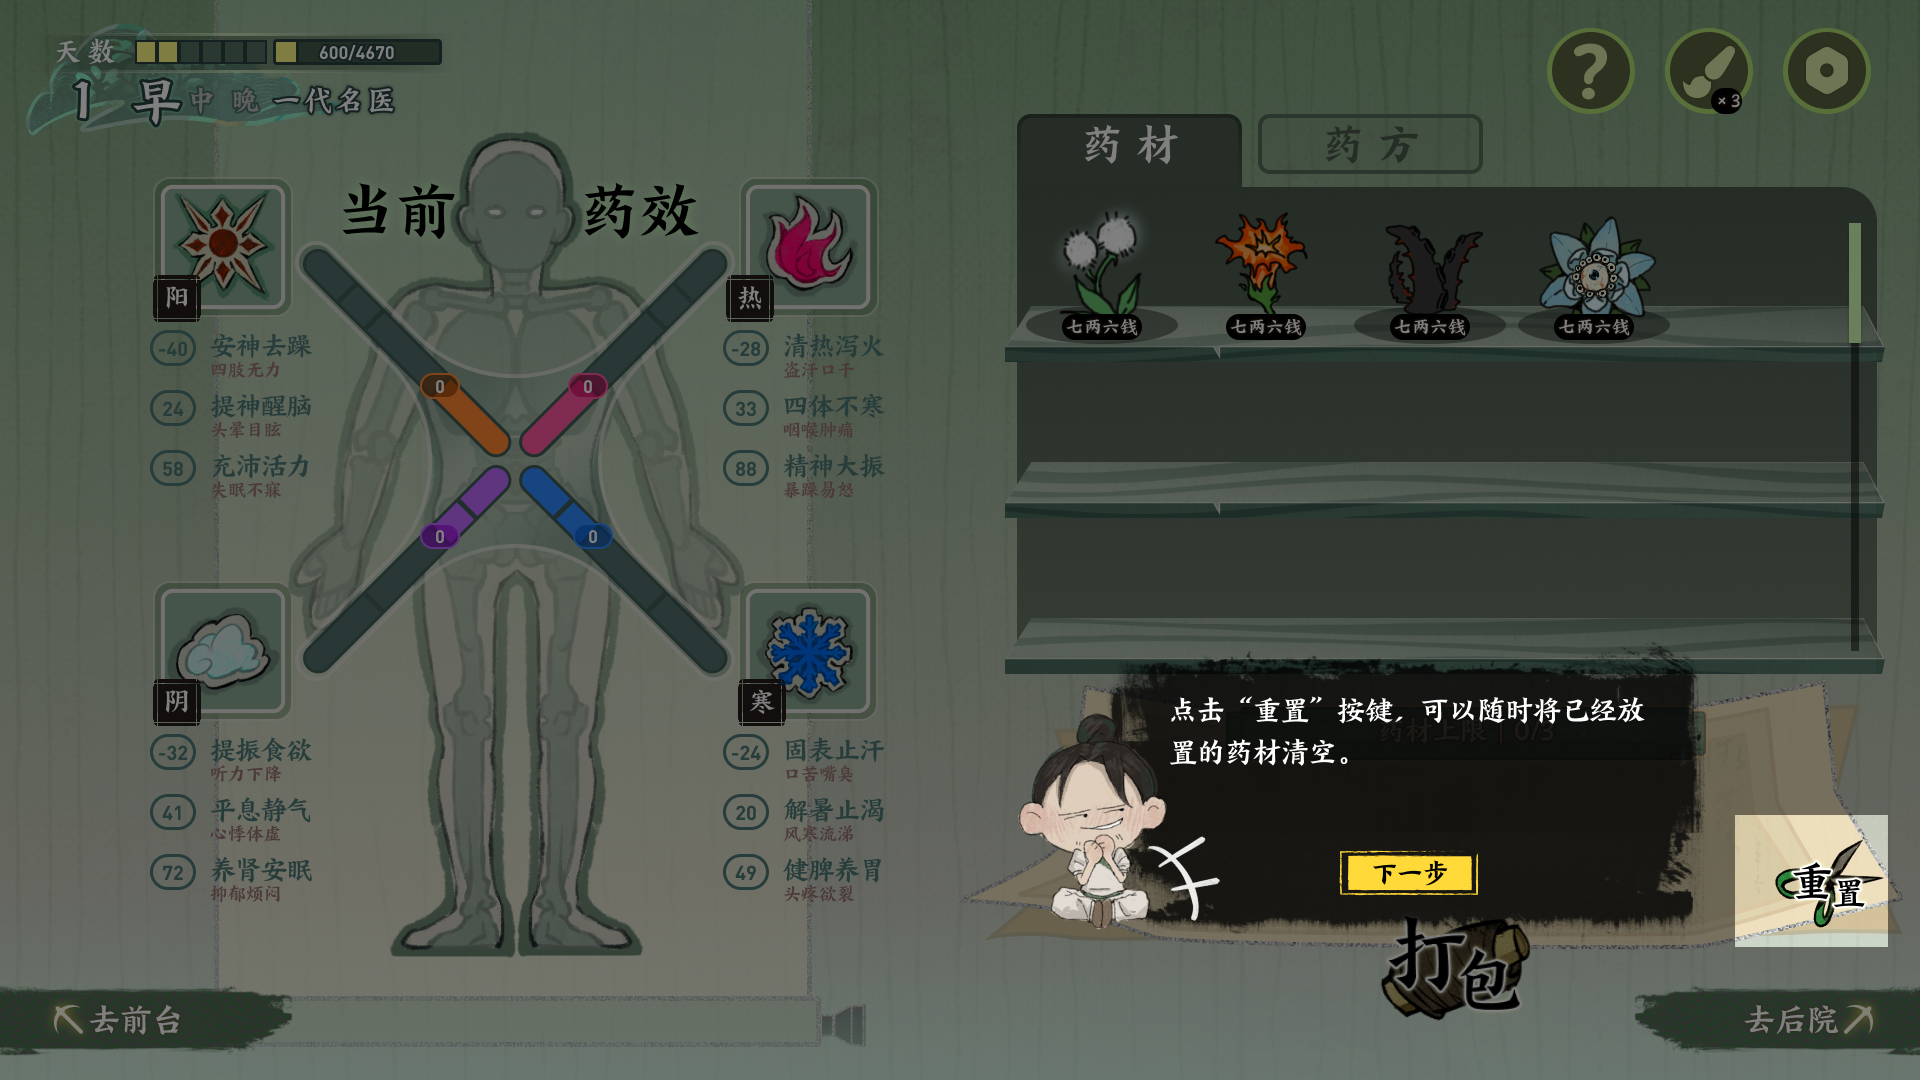 天数
600/4670
1 早 中 晚 一代名医
×3
药材
药方
当前药效
阳
-40 安神去躁
四肢无力
24 提神醒脑
头晕目眩
58 充沛活力
失眠不寐
热
-28 清热泻火
盗汗口干
33 四体不寒
咽喉肿痛
88 精神大振
暴躁易怒
0
0
0
0
阴
-32 提振食欲
听力下降
41 平息静气
心悸体虚
72 养肾安眠
抑郁烦闷
寒
-24 固表止汗
口苦嘴臭
20 解暑止渴
风寒流涕
49 健脾养胃
头疼欲裂
七两六钱
七两六钱
七两六钱
七两六钱
药材上限 | 0/3
点击“重置”按键，可以随时将已经放
置的药材清空。
下一步
重置
打包
去前台
去后院